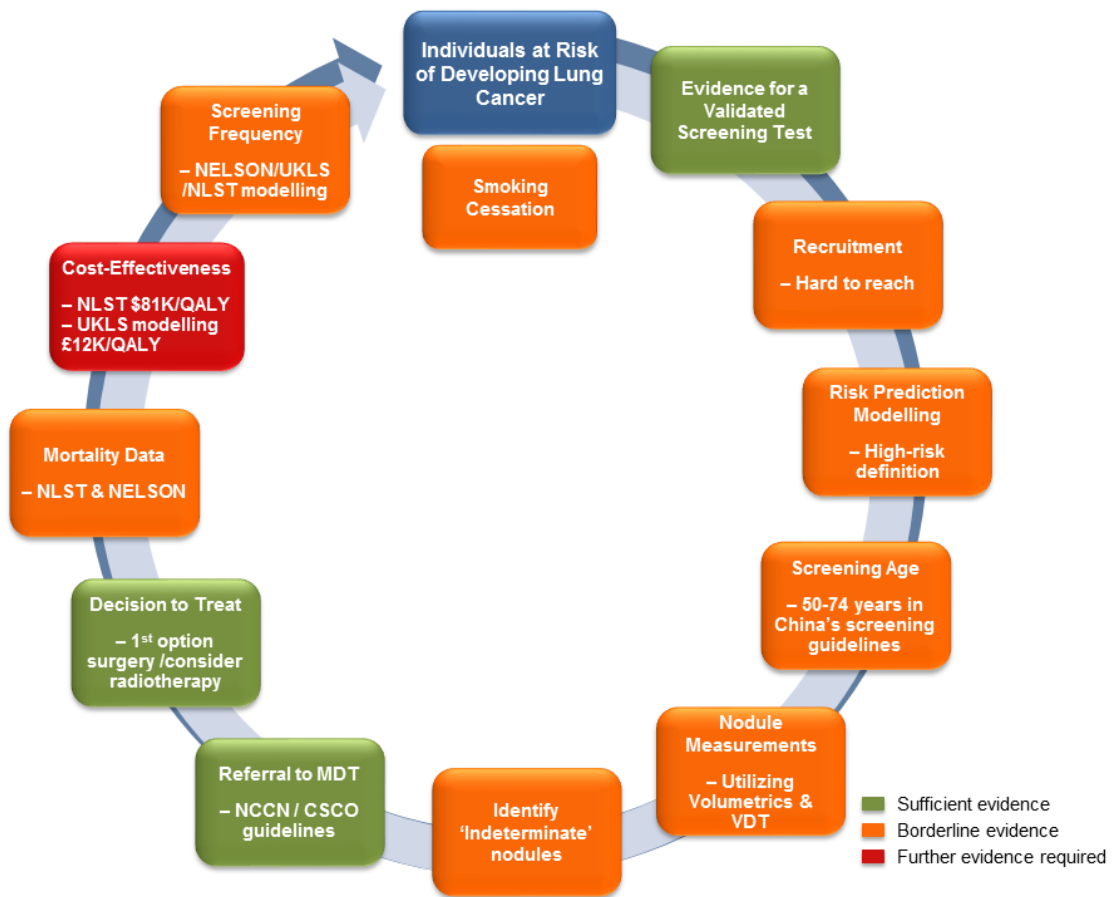 Individuals at Risk
of Developing Lung
Cancer
Evidence for a
Validated
Screening Test
Smoking
Cessation
Recruitment
– Hard to reach
Risk Prediction
Modelling
– High-risk
definition
Screening Age
– 50-74 years in
China’s screening
guidelines
Nodule
Measurements
– Utilizing
Volumetrics &
VDT
Identify
‘Indeterminate’
nodules
Referral to MDT
– NCCN / CSCO
guidelines
Decision to Treat
– 1st option
surgery /consider
radiotherapy
Mortality Data
– NLST & NELSON
Cost-Effectiveness
– NLST $81K/QALY
– UKLS modelling
£12K/QALY
Screening
Frequency
– NELSON/UKLS
/NLST modelling
Sufficient evidence
Borderline evidence
Further evidence required